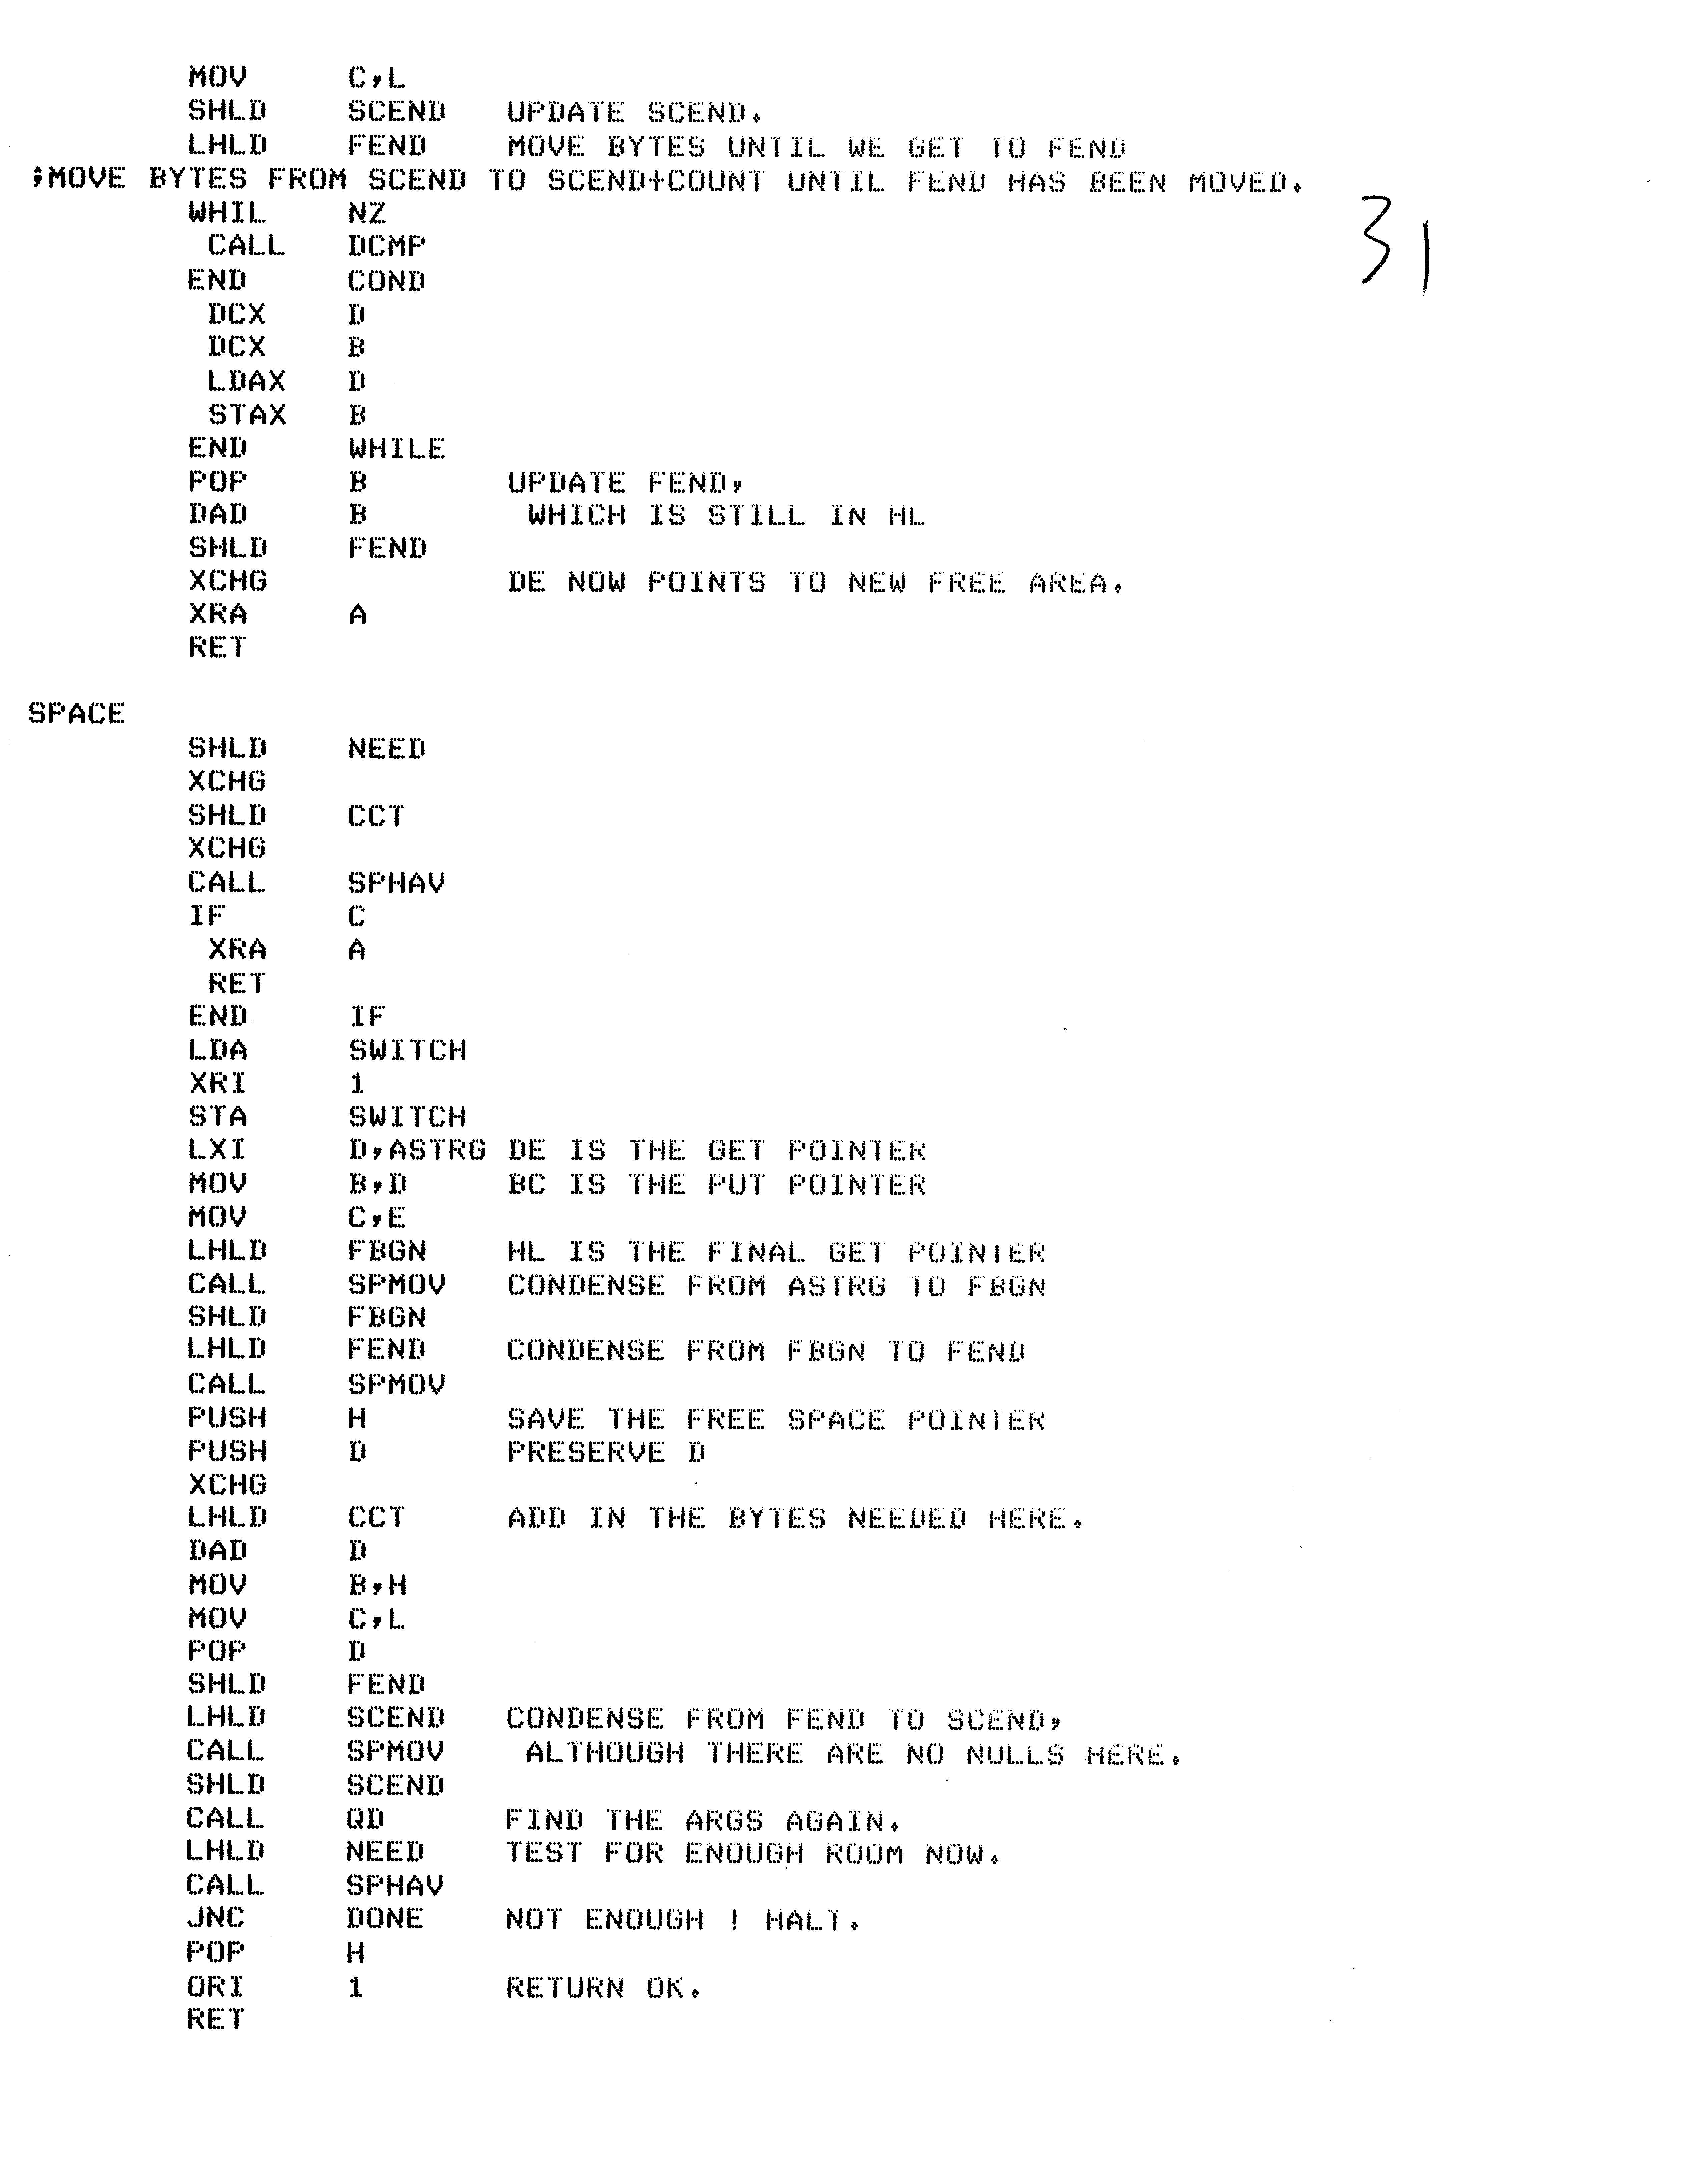 MOV C,L
SHLD SCEND UPDATE SCEND.
LHLD FEND MOVE BYTES UNTIL WE GET TO FEND
;MOVE BYTES FROM SCEND TO SCEND+COUNT UNTIL FEND HAS BEEN MOVED.
WHIL NZ
31
CALL DCMP
END COND
DCX D
DCX B
LDAX D
STAX B
END WHILE
POP B UPDATE FEND,
DAD B WHICH IS STILL IN HL
SHLD FEND
XCHG DE NOW POINTS TO NEW FREE AREA.
XRA A
RET
SPACE
SHLD NEED
XCHG
SHLD CCT
XCHG
CALL SPHAV
IF C
XRA A
RET
END IF
LDA SWITCH
XRI 1
STA SWITCH
LXI D,ASTRG DE IS THE GET POINTER
MOV B,D BC IS THE PUT POINTER
MOV C,E
LHLD FBGN HL IS THE FINAL GET POINTER
CALL SPMOV CONDENSE FROM ASTRG TO FBGN
SHLD FBGN
LHLD FEND CONDENSE FROM FBGN TO FEND
CALL SPMOV
PUSH H SAVE THE FREE SPACE POINTER
PUSH D PRESERVE D
XCHG
LHLD CCT ADD IN THE BYTES NEEDED HERE.
DAD D
MOV B,H
MOV C,L
POP D
SHLD FEND
LHLD SCEND CONDENSE FROM FEND TO SCEND,
CALL SPMOV ALTHOUGH THERE ARE NO NULLS HERE.
SHLD SCEND
CALL QD FIND THE ARGS AGAIN.
LHLD NEED TEST FOR ENOUGH ROOM NOW.
CALL SPHAV
JNC DONE NOT ENOUGH ! HALT.
POP H
ORI 1 RETURN OK.
RET